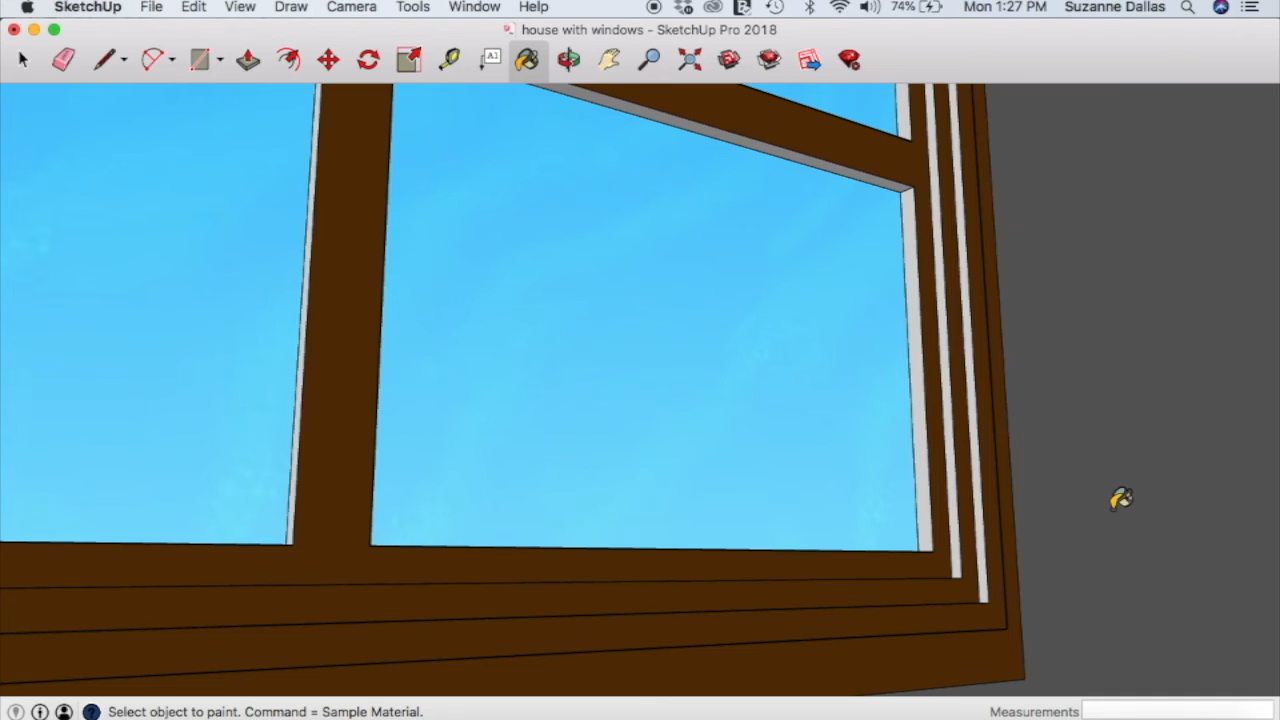 SketchUp File Edit View Draw Camera Tools Window Help 74% Mon 1:27 PM Suzanne Dallas
house with windows - SketchUp Pro 2018
A1
Select object to paint. Command = Sample Material. Measurements